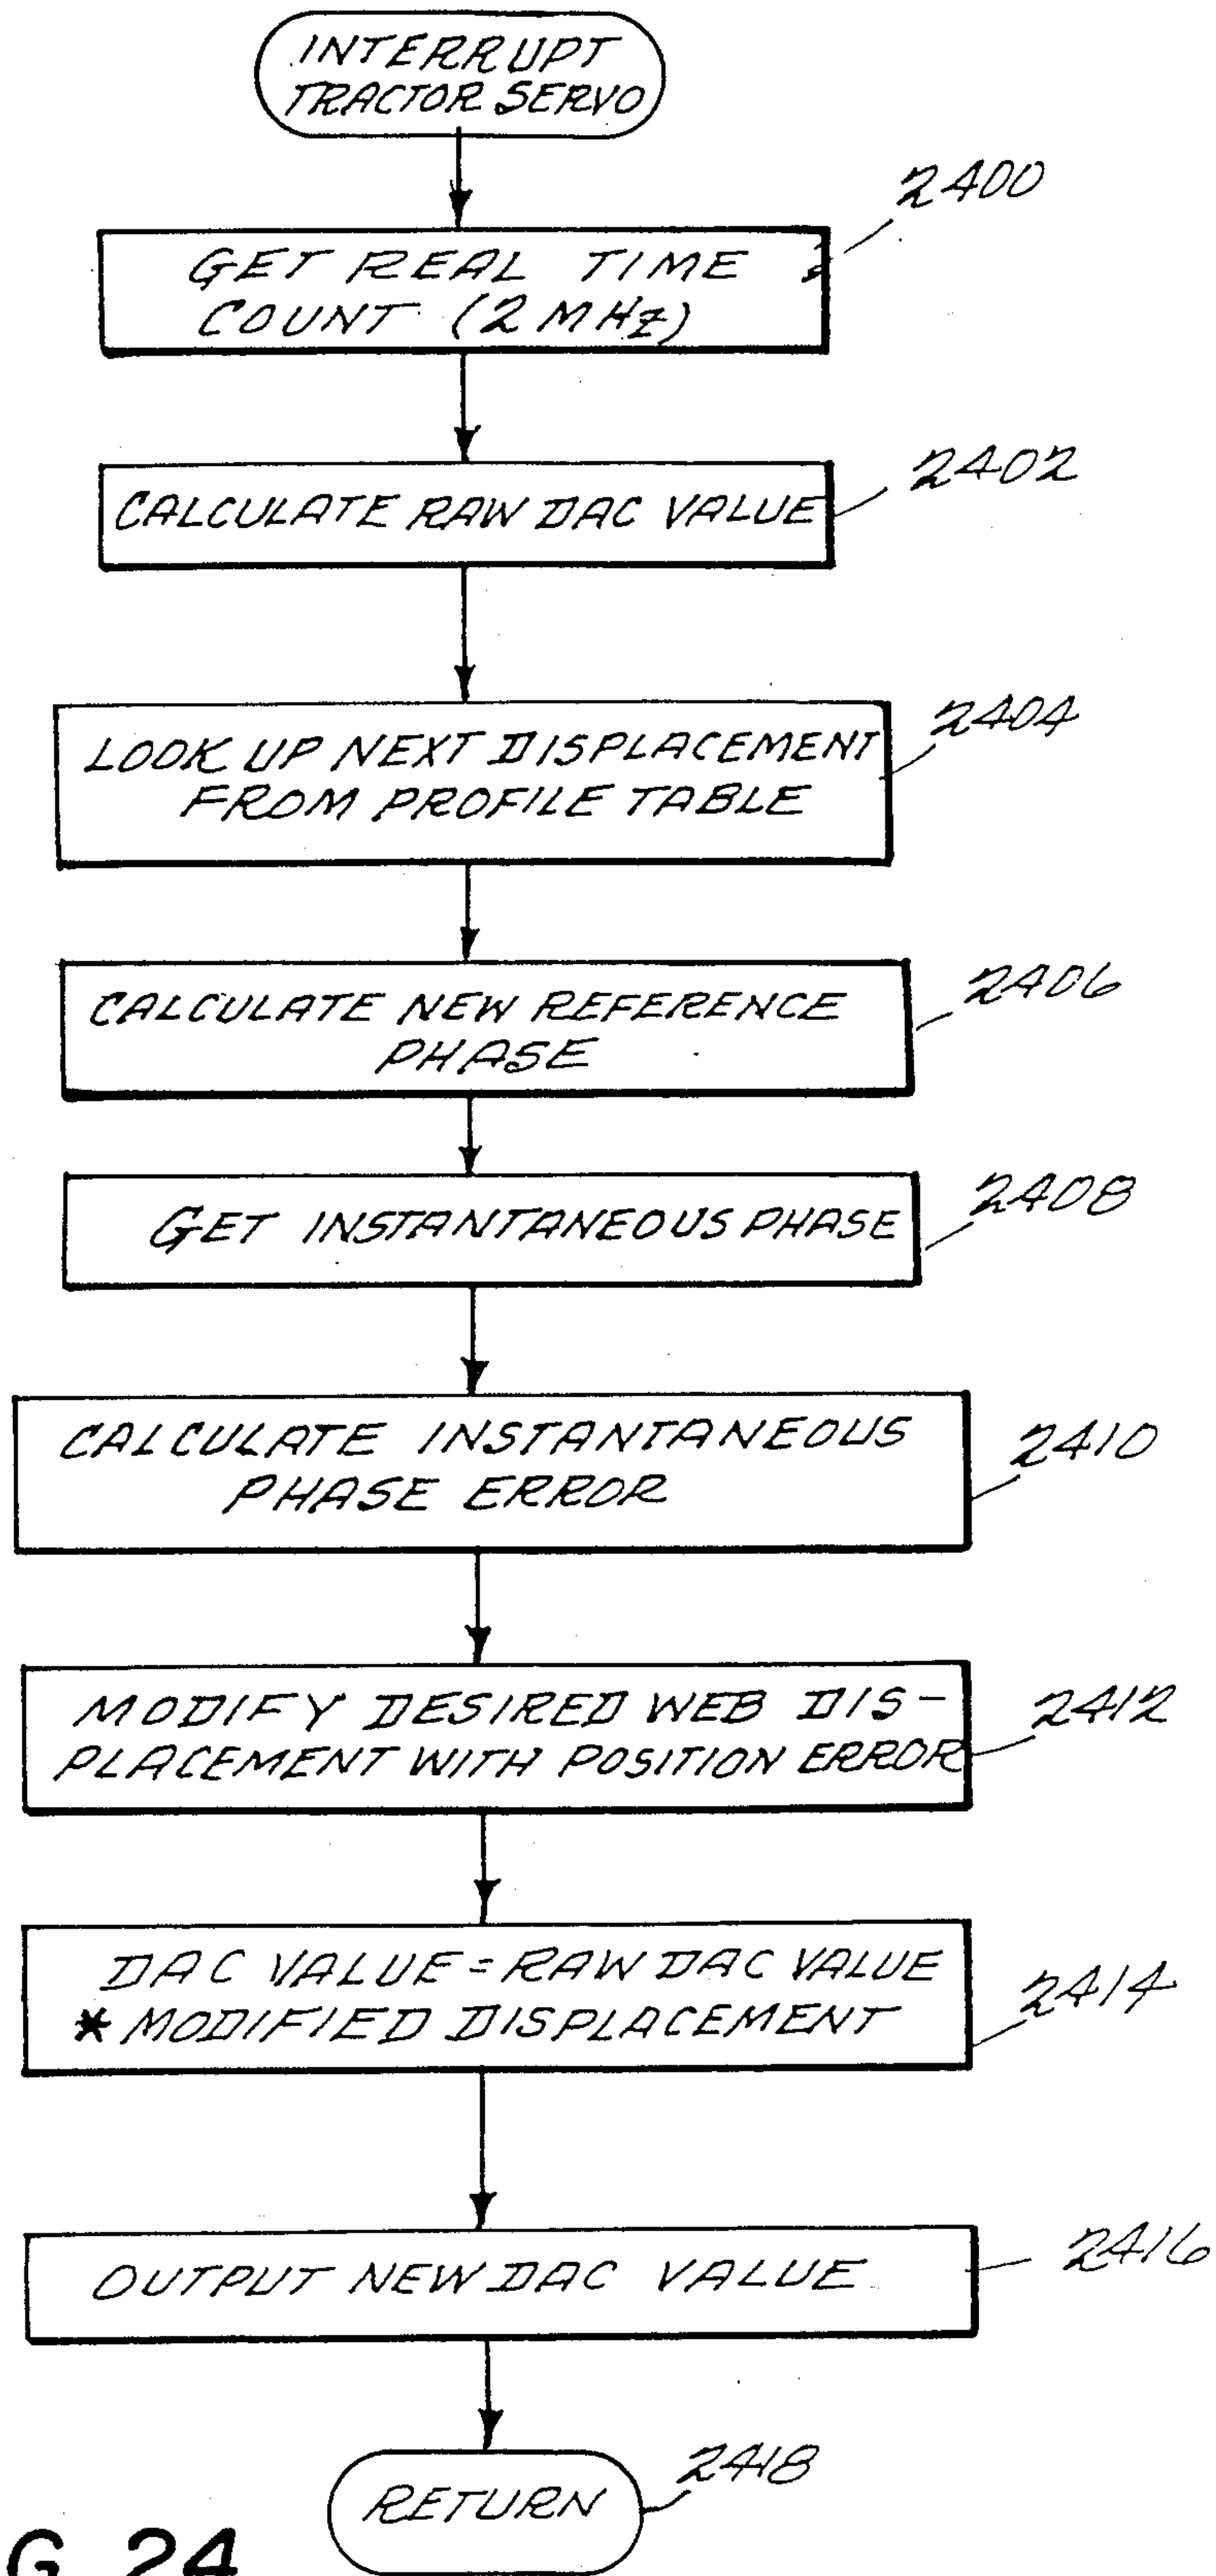 INTERRUPT
TRACTOR SERVO
2400
GET REAL TIME
COUNT (2 MHz)
2402
CALCULATE RAW DAC VALUE
2404
LOOK UP NEXT DISPLACEMENT
FROM PROFILE TABLE
2406
CALCULATE NEW REFERENCE
PHASE
2408
GET INSTANTANEOUS PHASE
2410
CALCULATE INSTANTANEOUS
PHASE ERROR
2412
MODIFY DESIRED WEB DIS-
PLACEMENT WITH POSITION ERROR
2414
DAC VALUE = RAW DAC VALUE
* MODIFIED DISPLACEMENT
2416
OUTPUT NEW DAC VALUE
2418
RETURN
G. 24